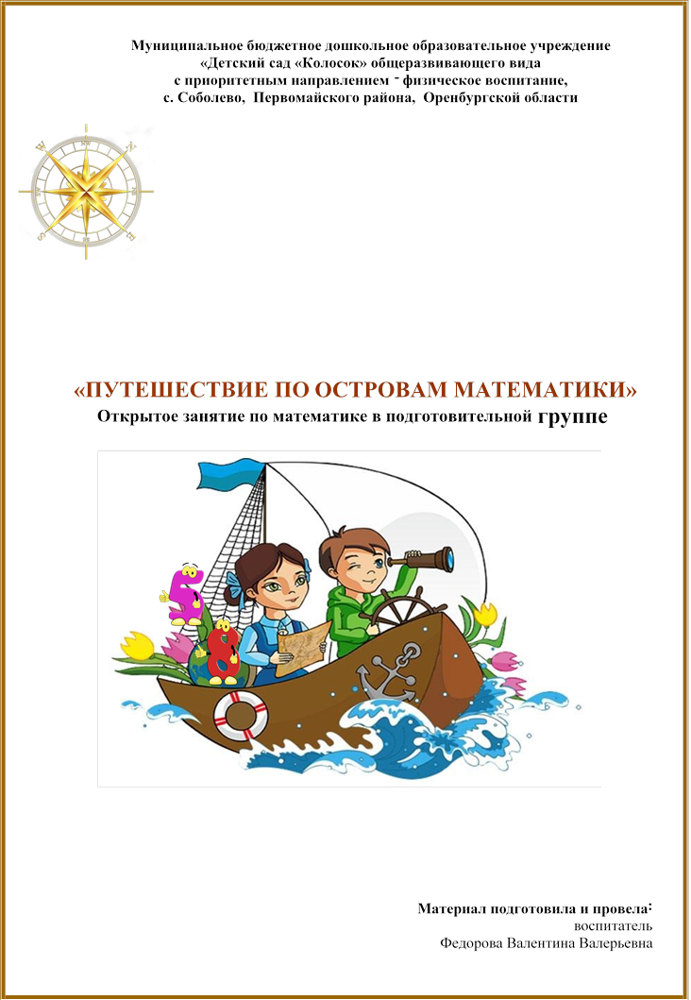 Муниципальное бюджетное дошкольное образовательное учреждение
«Детский сад «Колосок» общеразвивающего вида
с приоритетным направлением - физическое воспитание,
с. Соболево, Первомайского района, Оренбургской области
«ПУТЕШЕСТВИЕ ПО ОСТРОВАМ МАТЕМАТИКИ»
Открытое занятие по математике в подготовительной группе
Материал подготовила и провела:
воспитатель
Федорова Валентина Валерьевна